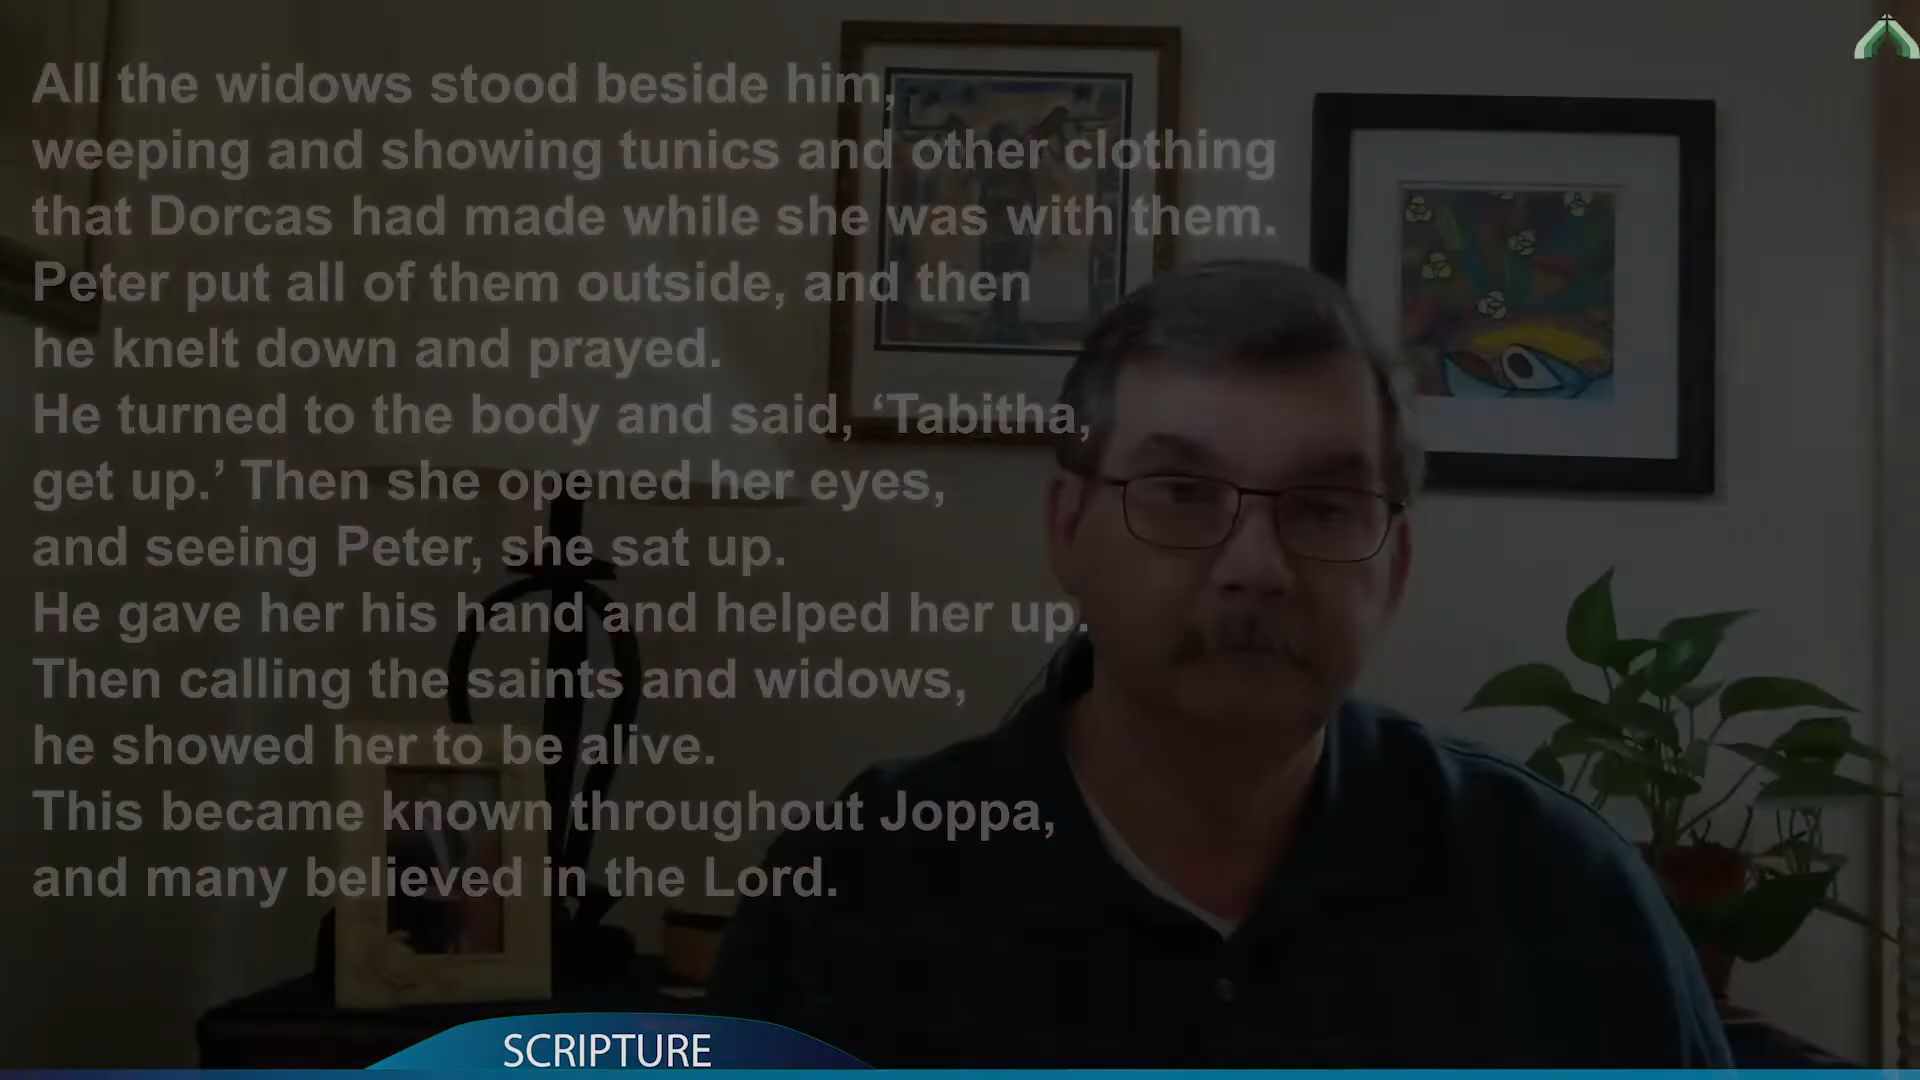 All the widows stood beside him,
weeping and showing tunics and other clothing
that Dorcas had made while she was with them.
Peter put all of them outside, and then
he knelt down and prayed.
He turned to the body and said, ‘Tabitha,
get up.’ Then she opened her eyes,
and seeing Peter, she sat up.
He gave her his hand and helped her up.
Then calling the saints and widows,
he showed her to be alive.
This became known throughout Joppa,
and many believed in the Lord.
SCRIPTURE